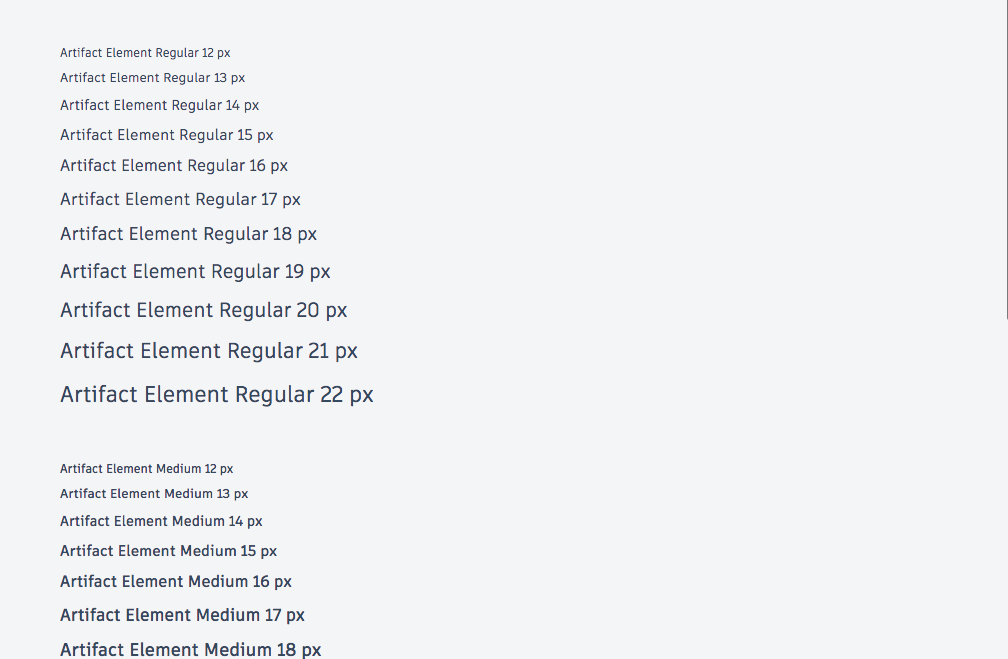 Artifact Element Regular 12 px
Artifact Element Regular 13 px
Artifact Element Regular 14 px
Artifact Element Regular 15 px
Artifact Element Regular 16 px
Artifact Element Regular 17 px
Artifact Element Regular 18 px
Artifact Element Regular 19 px
Artifact Element Regular 20 px
Artifact Element Regular 21 px
Artifact Element Regular 22 px
Artifact Element Medium 12 px
Artifact Element Medium 13 px
Artifact Element Medium 14 px
Artifact Element Medium 15 px
Artifact Element Medium 16 px
Artifact Element Medium 17 px
Artifact Element Medium 18 px